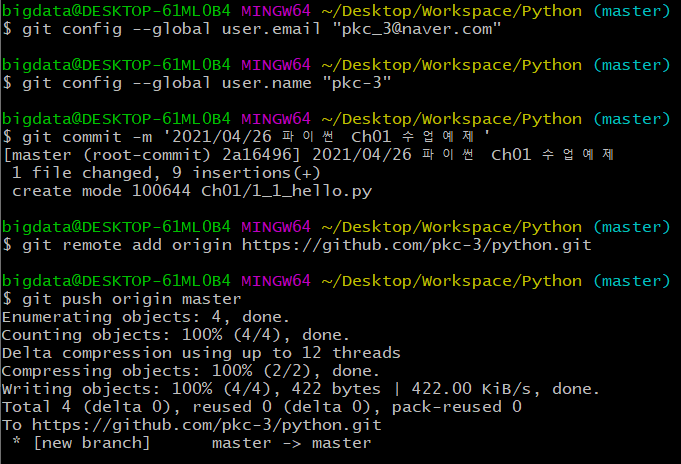 bigdata@DESKTOP-61ML0B4 MINGW64 ~/Desktop/Workspace/Python (master)
$ git config --global user.email "pkc_3@naver.com"
bigdata@DESKTOP-61ML0B4 MINGW64 ~/Desktop/Workspace/Python (master)
$ git config --global user.name "pkc-3"
bigdata@DESKTOP-61ML0B4 MINGW64 ~/Desktop/Workspace/Python (master)
$ git commit -m '2021/04/26 파이썬 Ch01 수업예제'
[master (root-commit) 2a16496] 2021/04/26 파이썬 Ch01 수업예제
1 file changed, 9 insertions(+)
create mode 100644 Ch01/1_1_hello.py
bigdata@DESKTOP-61ML0B4 MINGW64 ~/Desktop/Workspace/Python (master)
$ git remote add origin https://github.com/pkc-3/python.git
bigdata@DESKTOP-61ML0B4 MINGW64 ~/Desktop/Workspace/Python (master)
$ git push origin master
Enumerating objects: 4, done.
Counting objects: 100% (4/4), done.
Delta compression using up to 12 threads
Compressing objects: 100% (2/2), done.
Writing objects: 100% (4/4), 422 bytes | 422.00 KiB/s, done.
Total 4 (delta 0), reused 0 (delta 0), pack-reused 0
To https://github.com/pkc-3/python.git
* [new branch]      master -> master